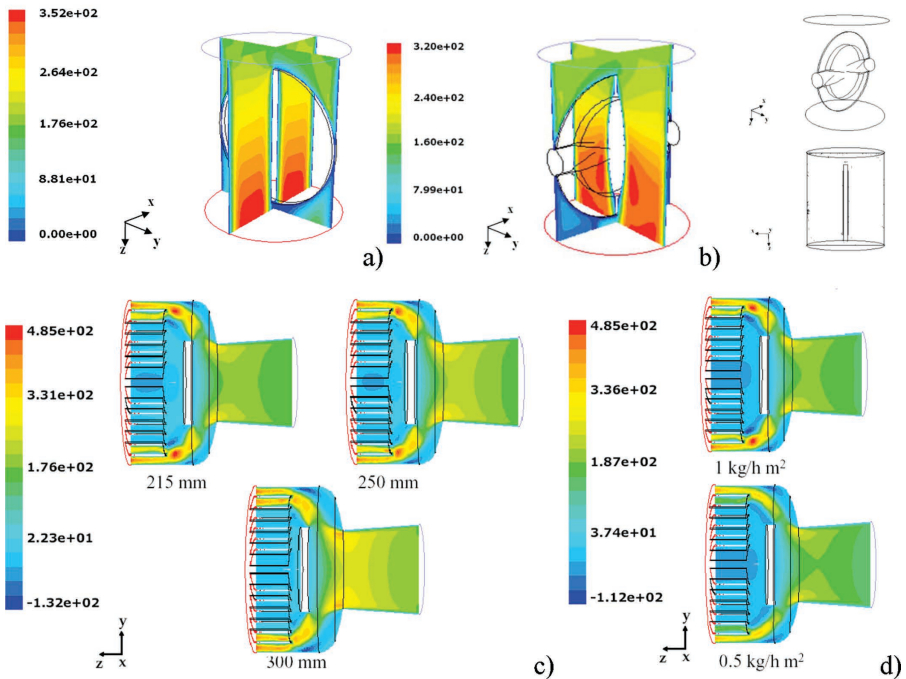 3.52e+02
2.64e+02
1.76e+02
8.81e+01
0.00e+00
x
y
z
a)
3.20e+02
2.40e+02
1.60e+02
7.99e+01
0.00e+00
x
y
z
b)
x
y
z
x
z
4.85e+02
3.31e+02
1.76e+02
2.23e+01
-1.32e+02
215 mm
250 mm
300 mm
y
z
x
c)
4.85e+02
3.36e+02
1.87e+02
3.74e+01
-1.12e+02
1 kg/h m²
0.5 kg/h m²
y
z
x
d)